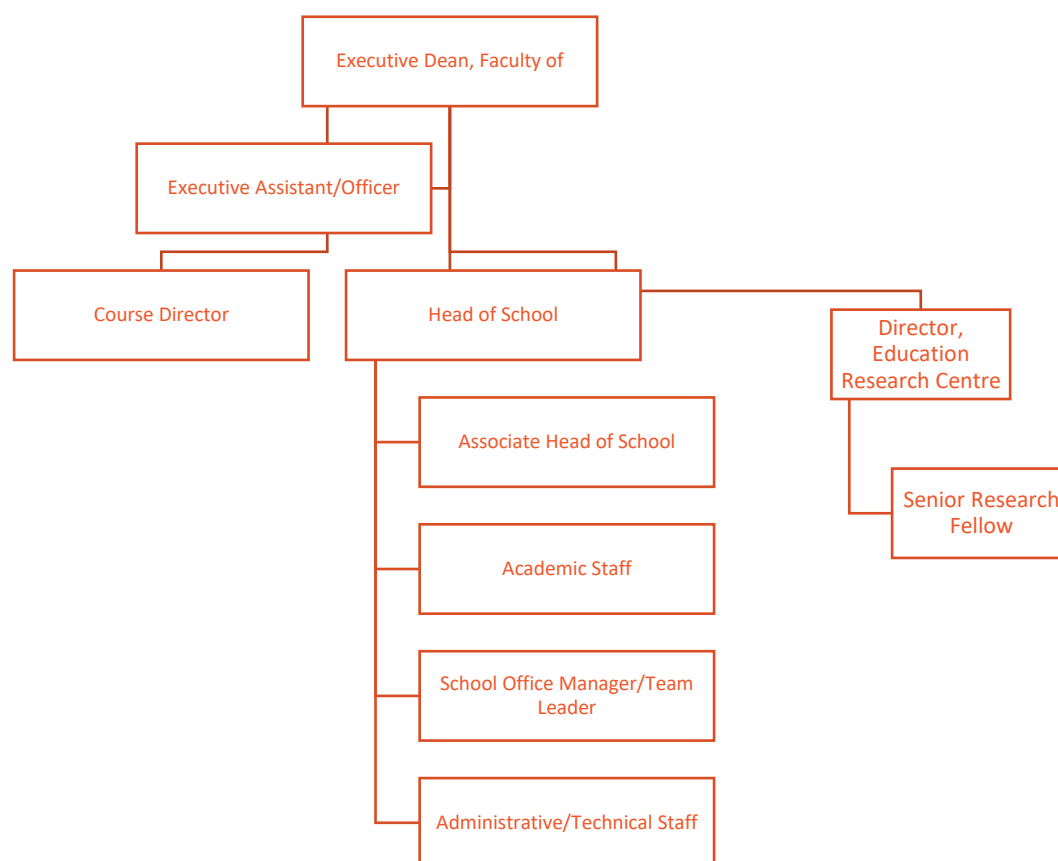 Executive Dean, Faculty of
Executive Assistant/Officer
Course Director
Head of School
Director,
Education
Research Centre
Associate Head of School
Senior Research
Fellow
Academic Staff
School Office Manager/Team
Leader
Administrative/Technical Staff